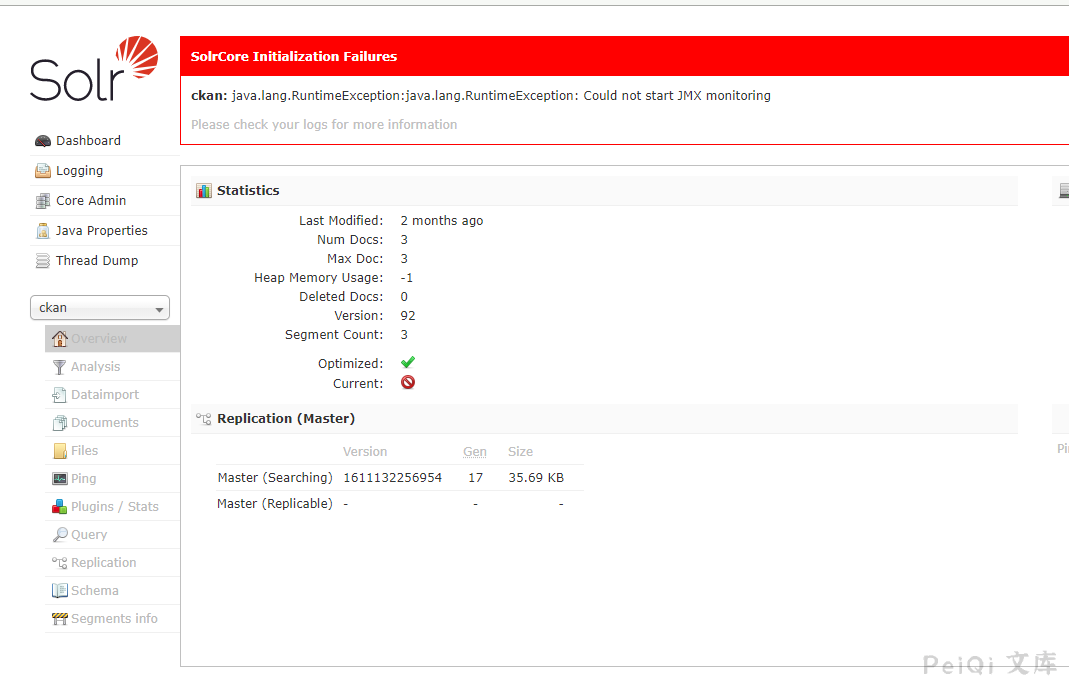 Solr
SolrCore Initialization Failures
ckan: java.lang.RuntimeException:java.lang.RuntimeException: Could not start JMX monitoring
Please check your logs for more information
Dashboard
Logging
Core Admin
Java Properties
Thread Dump
ckan
Overview
Analysis
Dataimport
Documents
Files
Ping
Plugins / Stats
Query
Replication
Schema
Segments info
Statistics
Last Modified: 2 months ago
Num Docs: 3
Max Doc: 3
Heap Memory Usage: -1
Deleted Docs: 0
Version: 92
Segment Count: 3
Optimized:
Current:
Replication (Master)
Version Gen Size
Master (Searching) 1611132256954 17 35.69 KB
Master (Replicable) - - -
PeiQi 文库